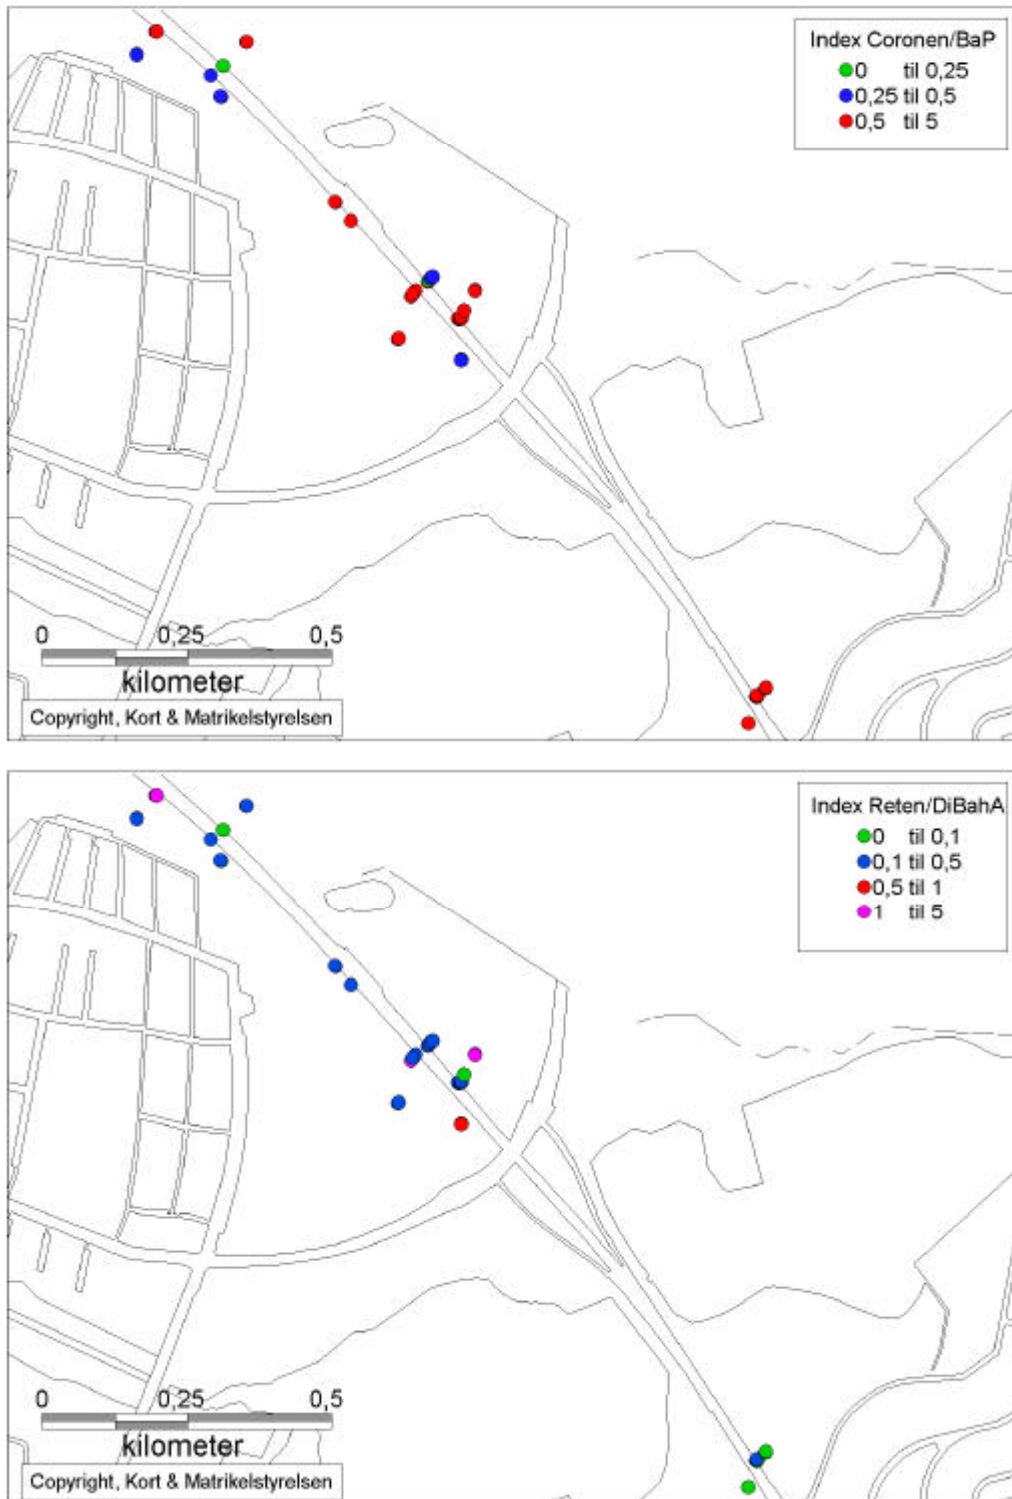 Index Coronen/BaP
0 til 0,25
0,25 til 0,5
0,5 til 5
0 0,25 0,5
kilometer
Copyright, Kort & Matrikelstyrelsen
Index Reten/DiBahA
0 til 0,1
0,1 til 0,5
0,5 til 1
1 til 5
0 0,25 0,5
kilometer
Copyright, Kort & Matrikelstyrelsen